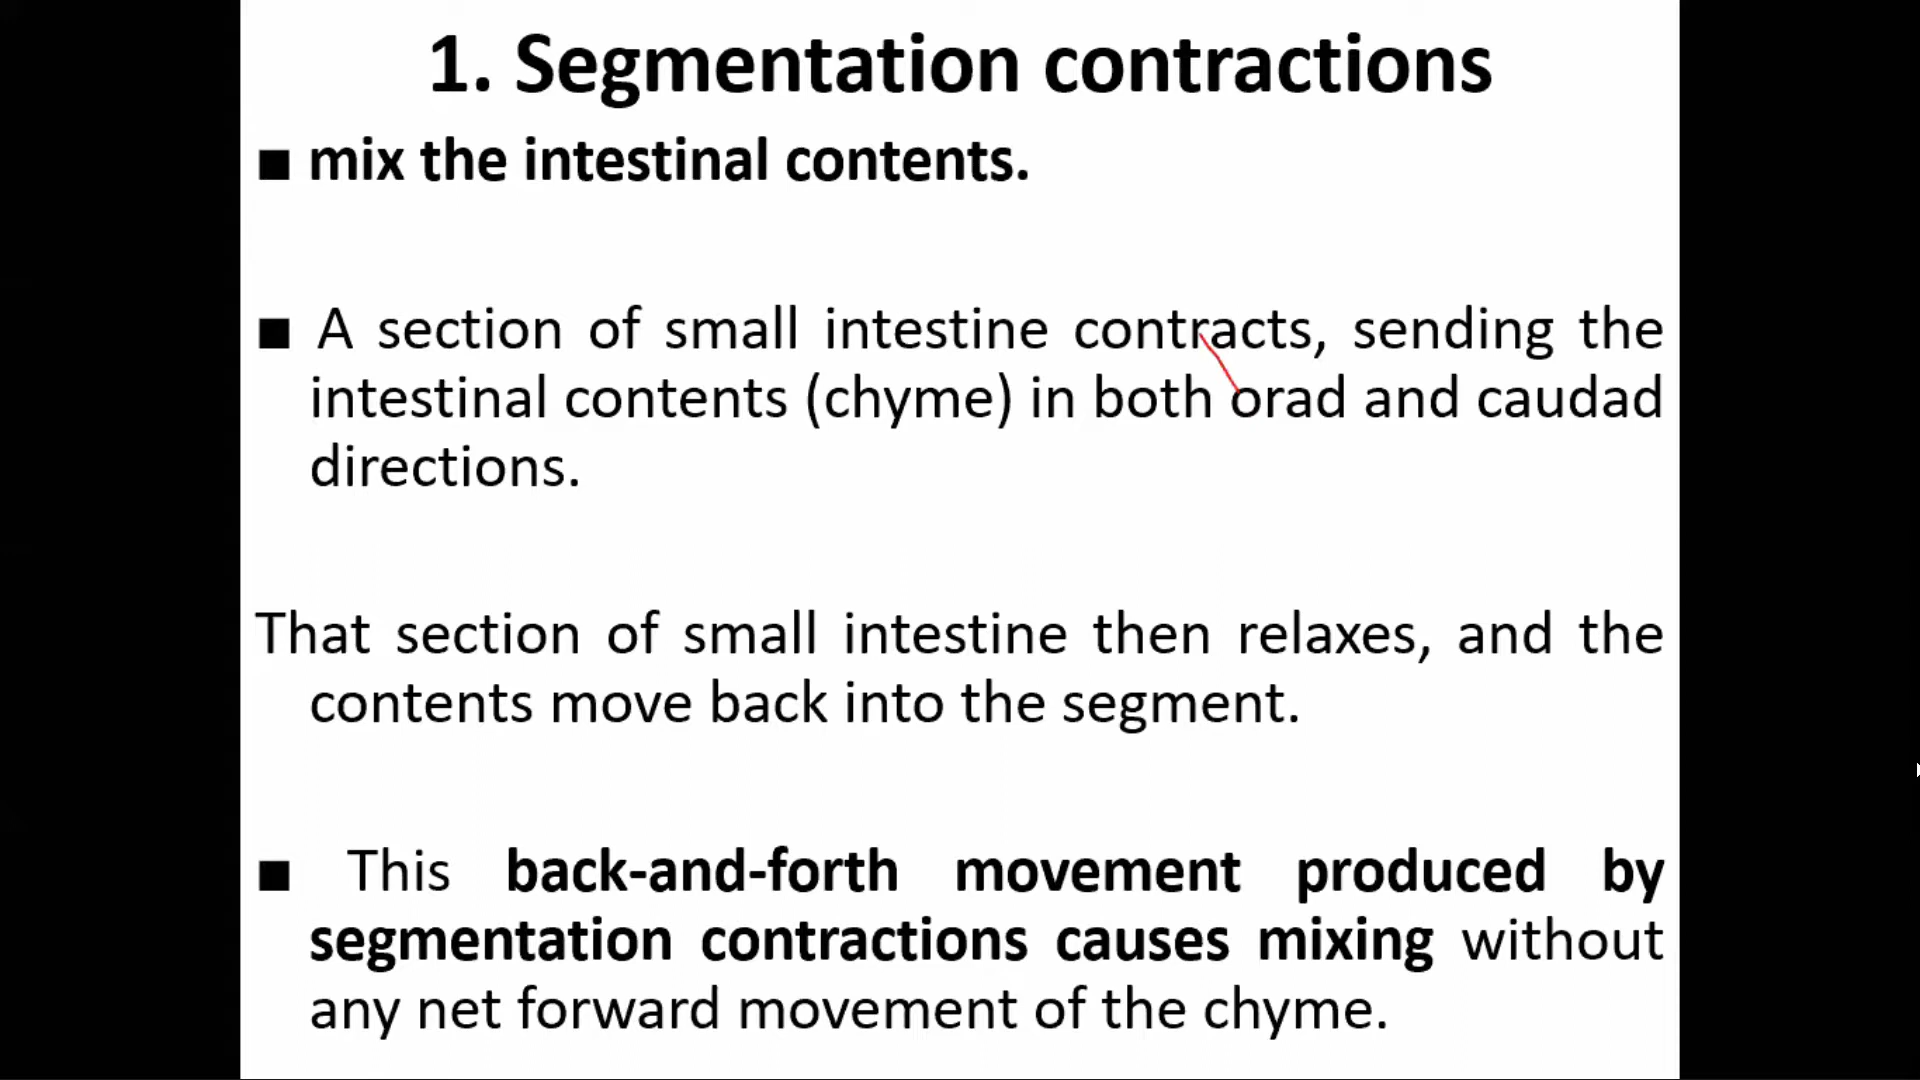 1. Segmentation contractions
■ mix the intestinal contents.
■ A section of small intestine contracts, sending the
intestinal contents (chyme) in both orad and caudad
directions.
That section of small intestine then relaxes, and the
contents move back into the segment.
■ This back-and-forth movement produced by
segmentation contractions causes mixing without
any net forward movement of the chyme.